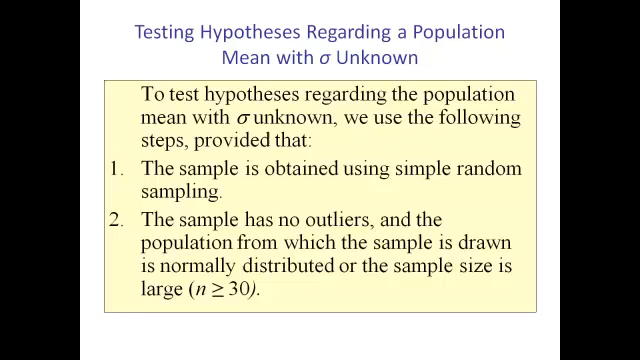 Testing Hypotheses Regarding a Population
Mean with σ Unknown
To test hypotheses regarding the population
mean with σ unknown, we use the following
steps, provided that:
1. The sample is obtained using simple random
sampling.
2. The sample has no outliers, and the
population from which the sample is drawn
is normally distributed or the sample size is
large (n ≥ 30).